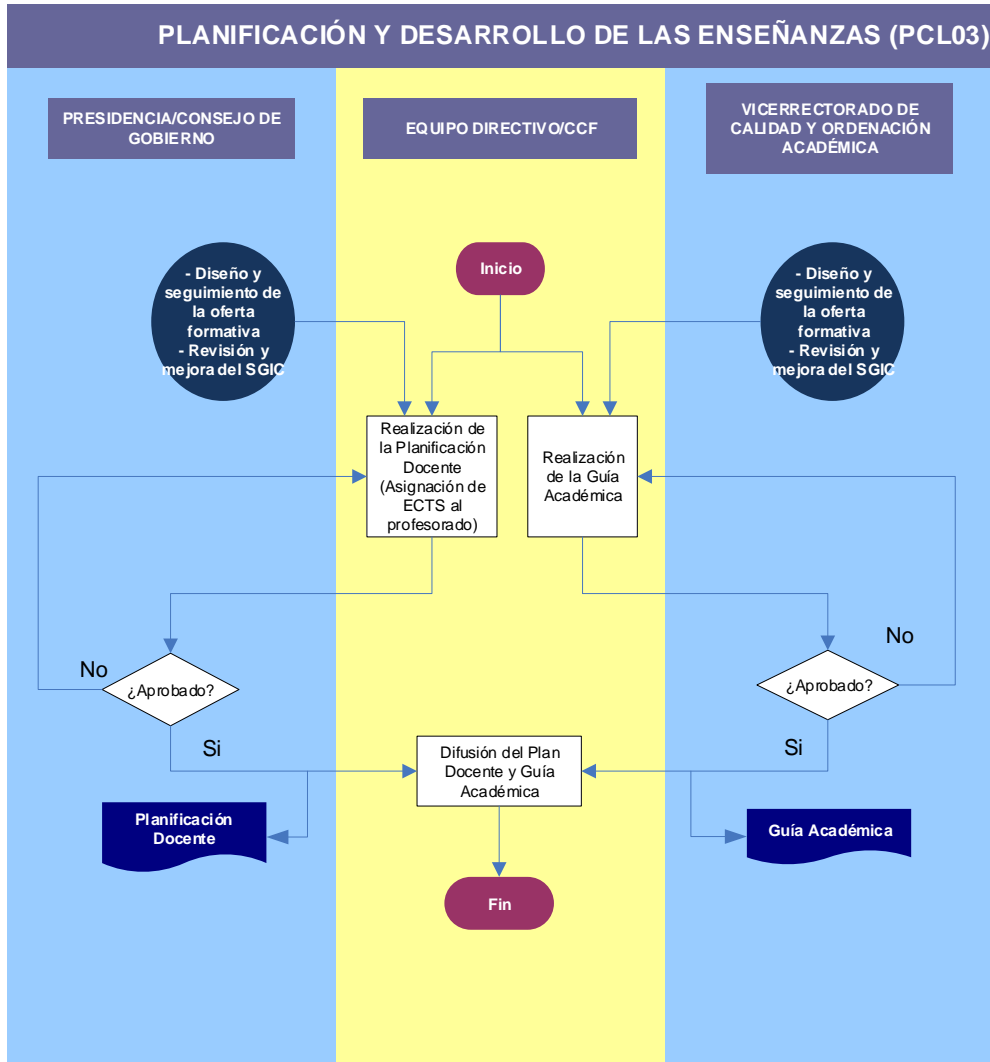 PLANIFICACIÓN Y DESARROLLO DE LAS ENSEÑANZAS (PCL03)
PRESIDENCIA/CONSEJO DE
GOBIERNO
EQUIPO DIRECTIVO/CCF
VICERRECTORADO DE
CALIDAD Y ORDENACIÓN
ACADÉMICA
- Diseño y
seguimiento de
la oferta
formativa
- Revisión y
mejora del SGIC
Inicio
- Diseño y
seguimiento de
la oferta
formativa
- Revisión y
mejora del SGIC
Realización de
la Planificación
Docente
(Asignación de
ECTS al
profesorado)
Realización
de la Guía
Académica
No
¿Aprobado?
Si
No
¿Aprobado?
Si
Difusión del Plan
Docente y Guía
Académica
Planificación
Docente
Guía Académica
Fin